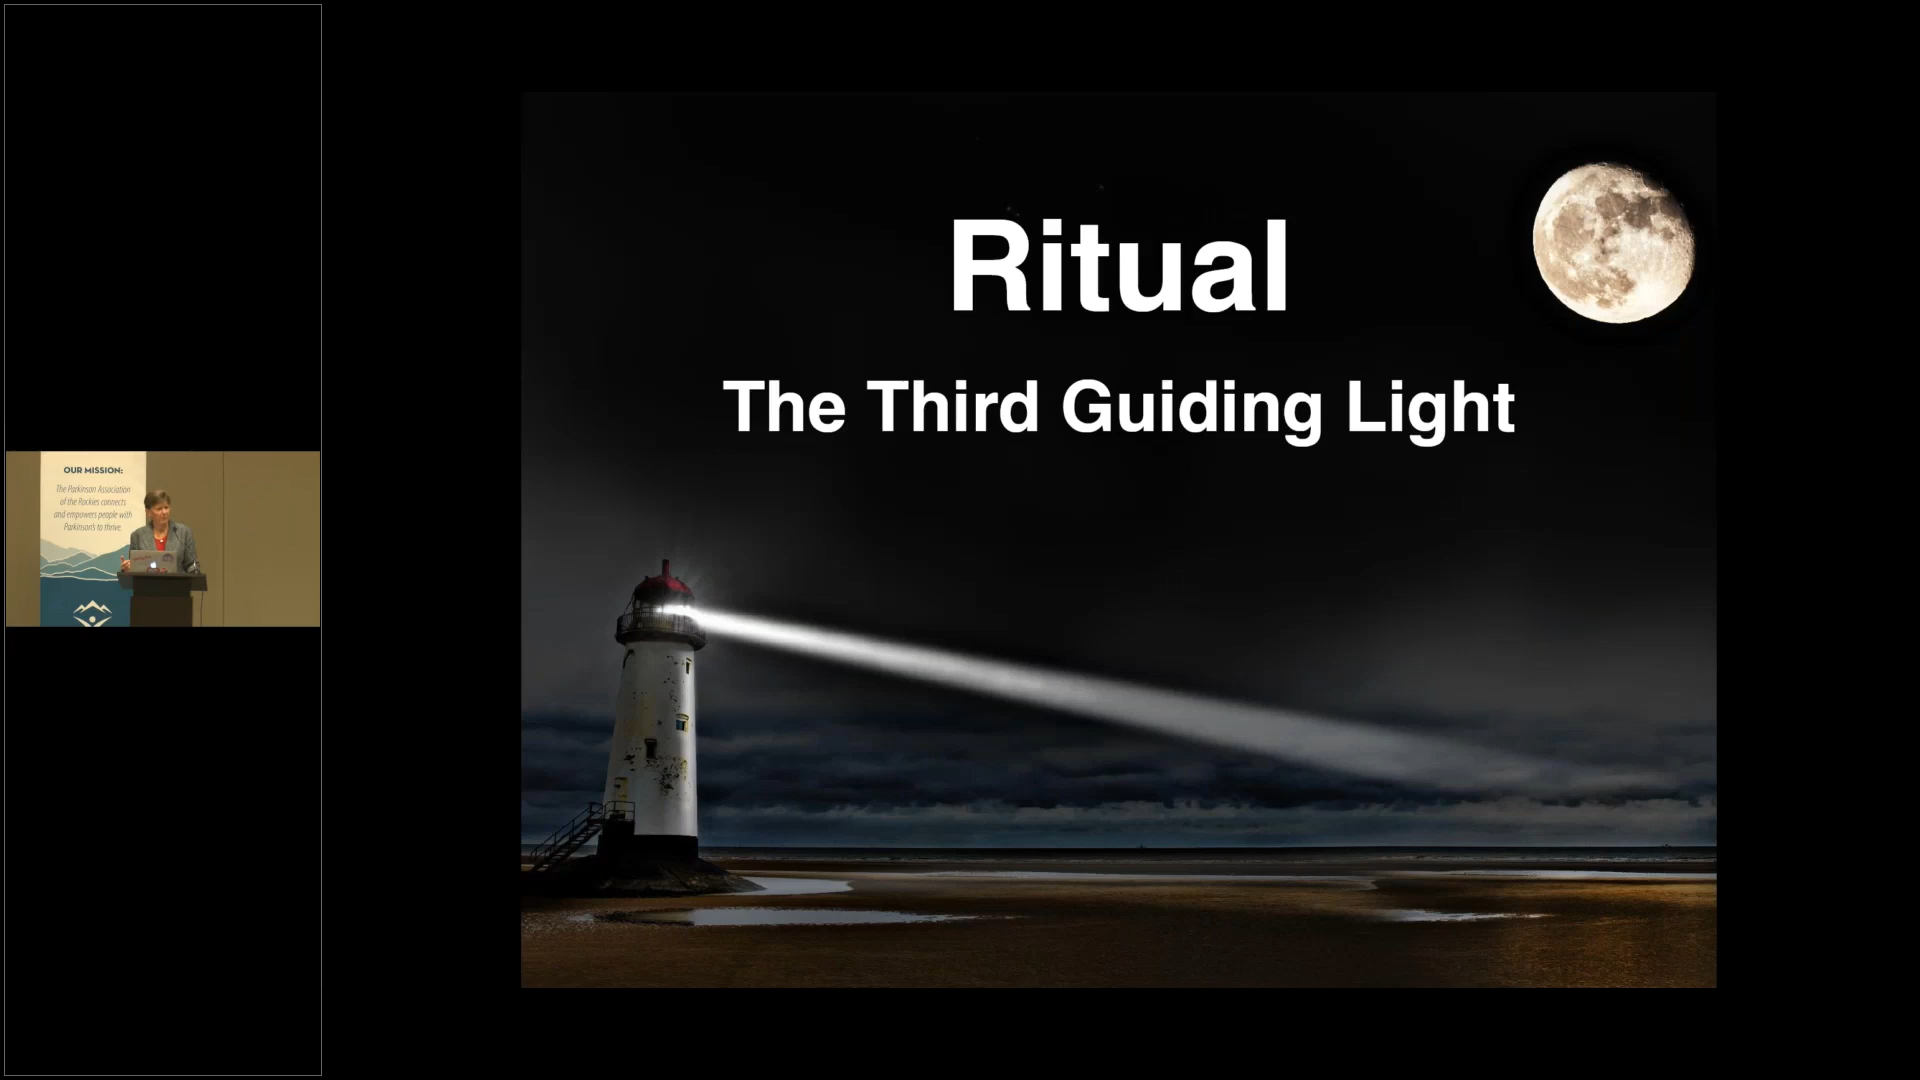 OUR MISSION:
The Parkinson Association
of the Rockies connects
and empowers people with
Parkinson's to thrive.
Ritual
The Third Guiding Light